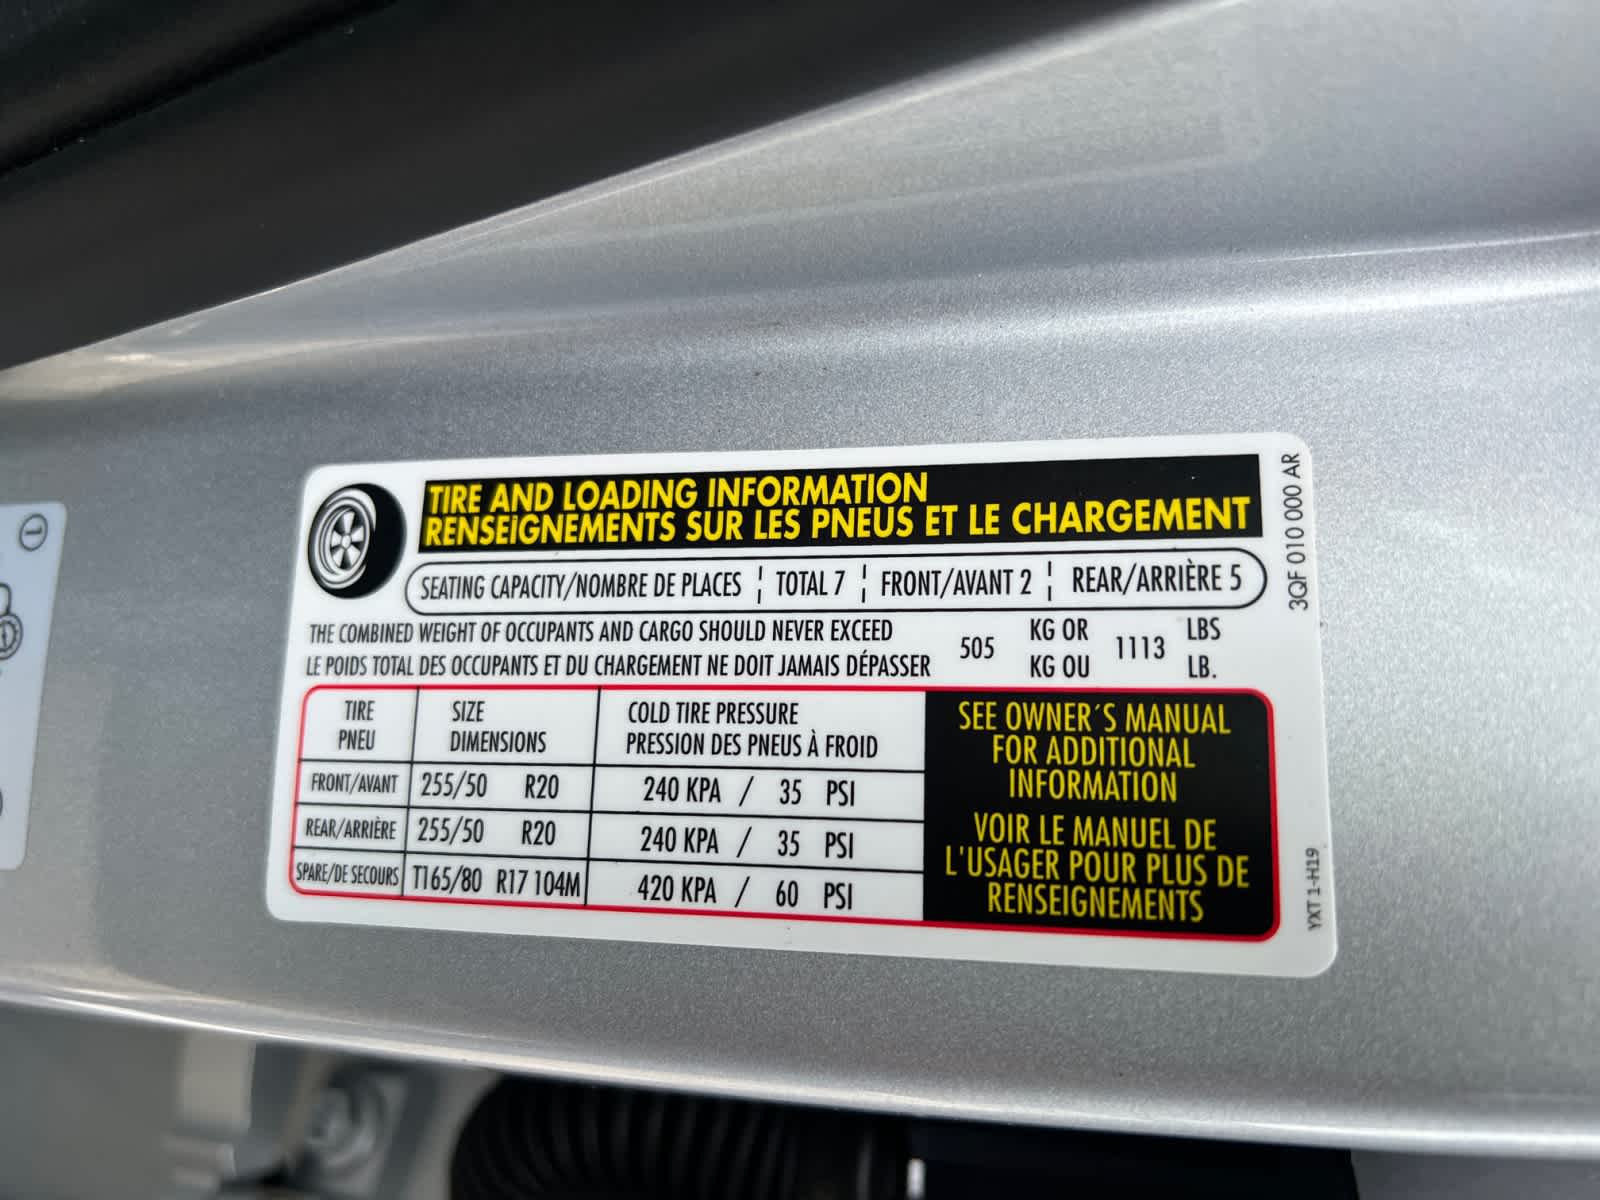 TIRE AND LOADING INFORMATION
RENSEIGNEMENTS SUR LES PNEUS ET LE CHARGEMENT
SEATING CAPACITY/NOMBRE DE PLACES ¦ TOTAL 7 ¦ FRONT/AVANT 2 ¦ REAR/ARRIÈRE 5
THE COMBINED WEIGHT OF OCCUPANTS AND CARGO SHOULD NEVER EXCEED
LE POIDS TOTAL DES OCCUPANTS ET DU CHARGEMENT NE DOIT JAMAIS DÉPASSER
505
KG OR
KG OU
1113
LBS
LB.
TIRE
PNEU
SIZE
DIMENSIONS
COLD TIRE PRESSURE
PRESSION DES PNEUS À FROID
FRONT/AVANT 255/50 R20 240 KPA / 35 PSI
REAR/ARRIÈRE 255/50 R20 240 KPA / 35 PSI
SPARE/DE SECOURS T165/80 R17 104M 420 KPA / 60 PSI
SEE OWNER´S MANUAL
FOR ADDITIONAL
INFORMATION
VOIR LE MANUEL DE
L'USAGER POUR PLUS DE
RENSEIGNEMENTS
3QF 010 000 AR
YXT 1-H19
1